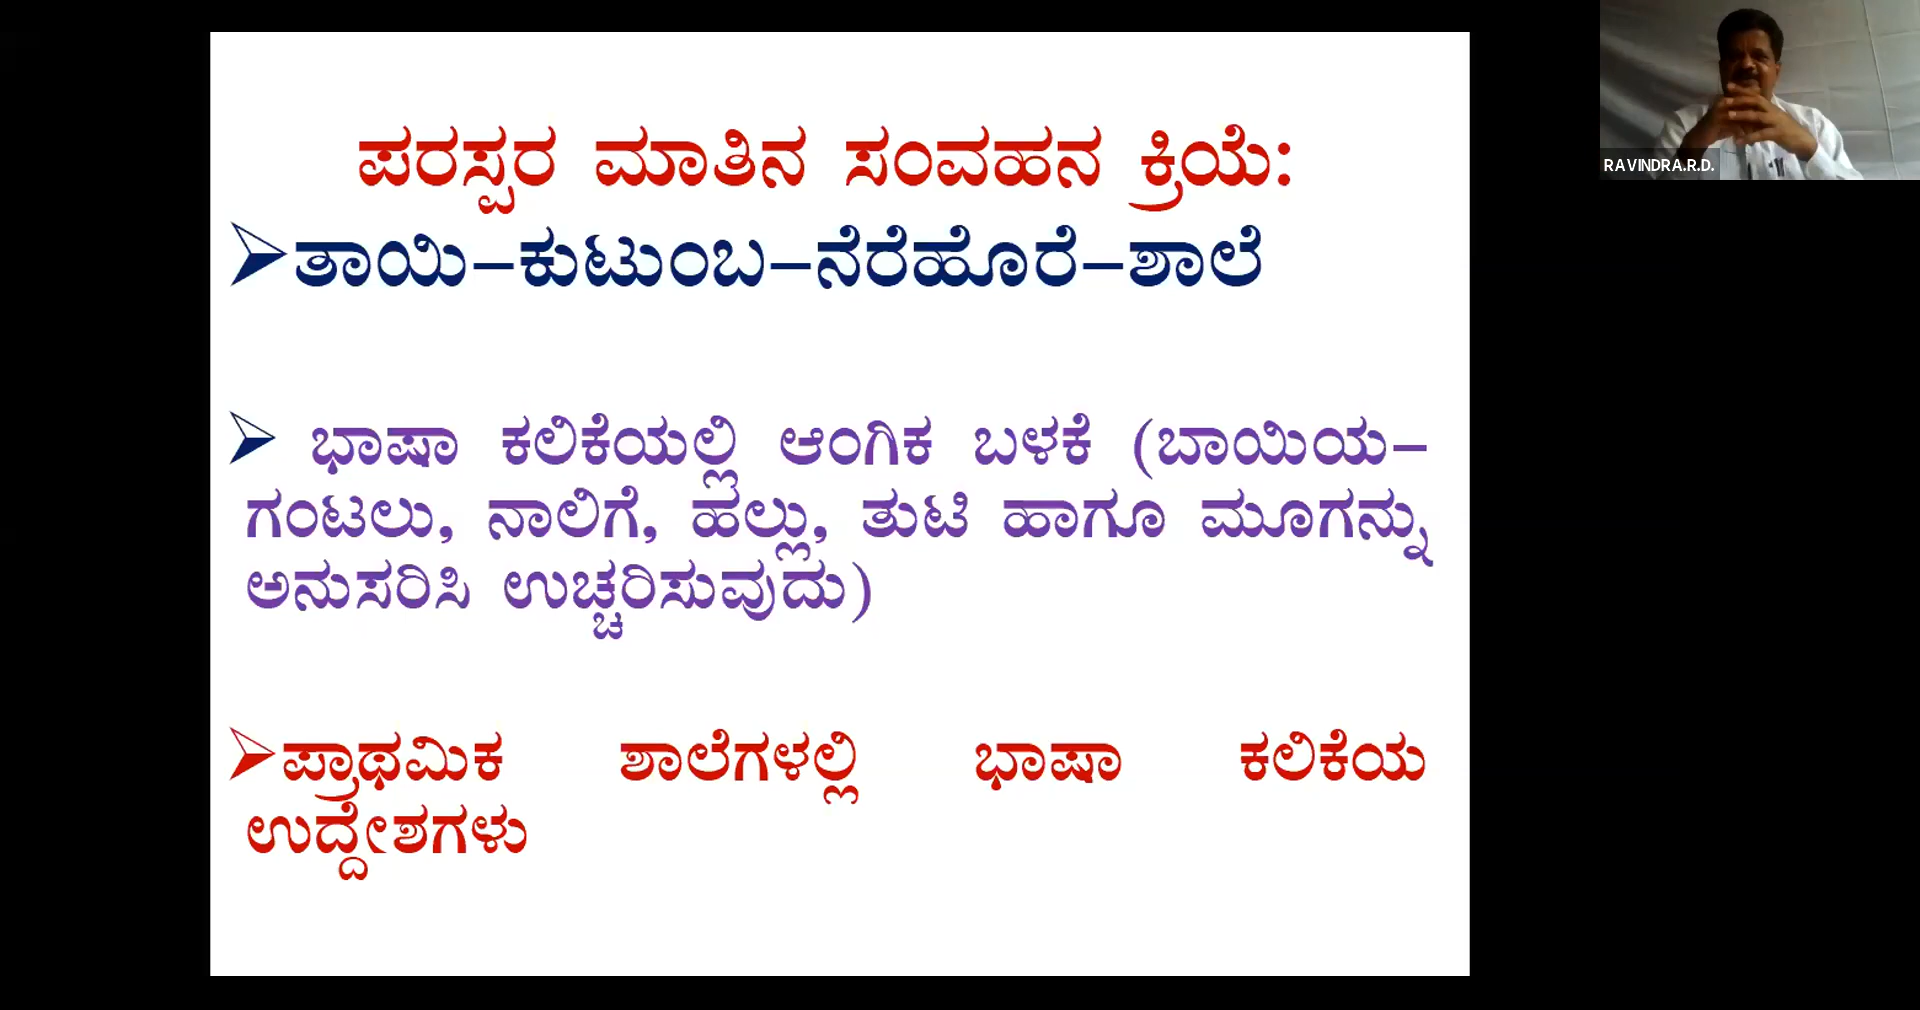 ಪರಸ್ಪರ ಮಾತಿನ ಸಂವಹನ ಕ್ರಿಯೆ:
➢ತಾಯಿ–ಕುಟುಂಬ–ನೆರೆಹೊರೆ–ಶಾಲೆ
➢ ಭಾಷಾ ಕಲಿಕೆಯಲ್ಲಿ ಆಂಗಿಕ ಬಳಕೆ (ಬಾಯಿಯ–
ಗಂಟಲು, ನಾಲಿಗೆ, ಹಲ್ಲು, ತುಟಿ ಹಾಗೂ ಮೂಗನ್ನು
ಅನುಸರಿಸಿ ಉಚ್ಚರಿಸುವುದು)
➢ಪ್ರಾಥಮಿಕ ಶಾಲೆಗಳಲ್ಲಿ ಭಾಷಾ ಕಲಿಕೆಯ
ಉದ್ದೇಶಗಳು
RAVINDRA.R.D.